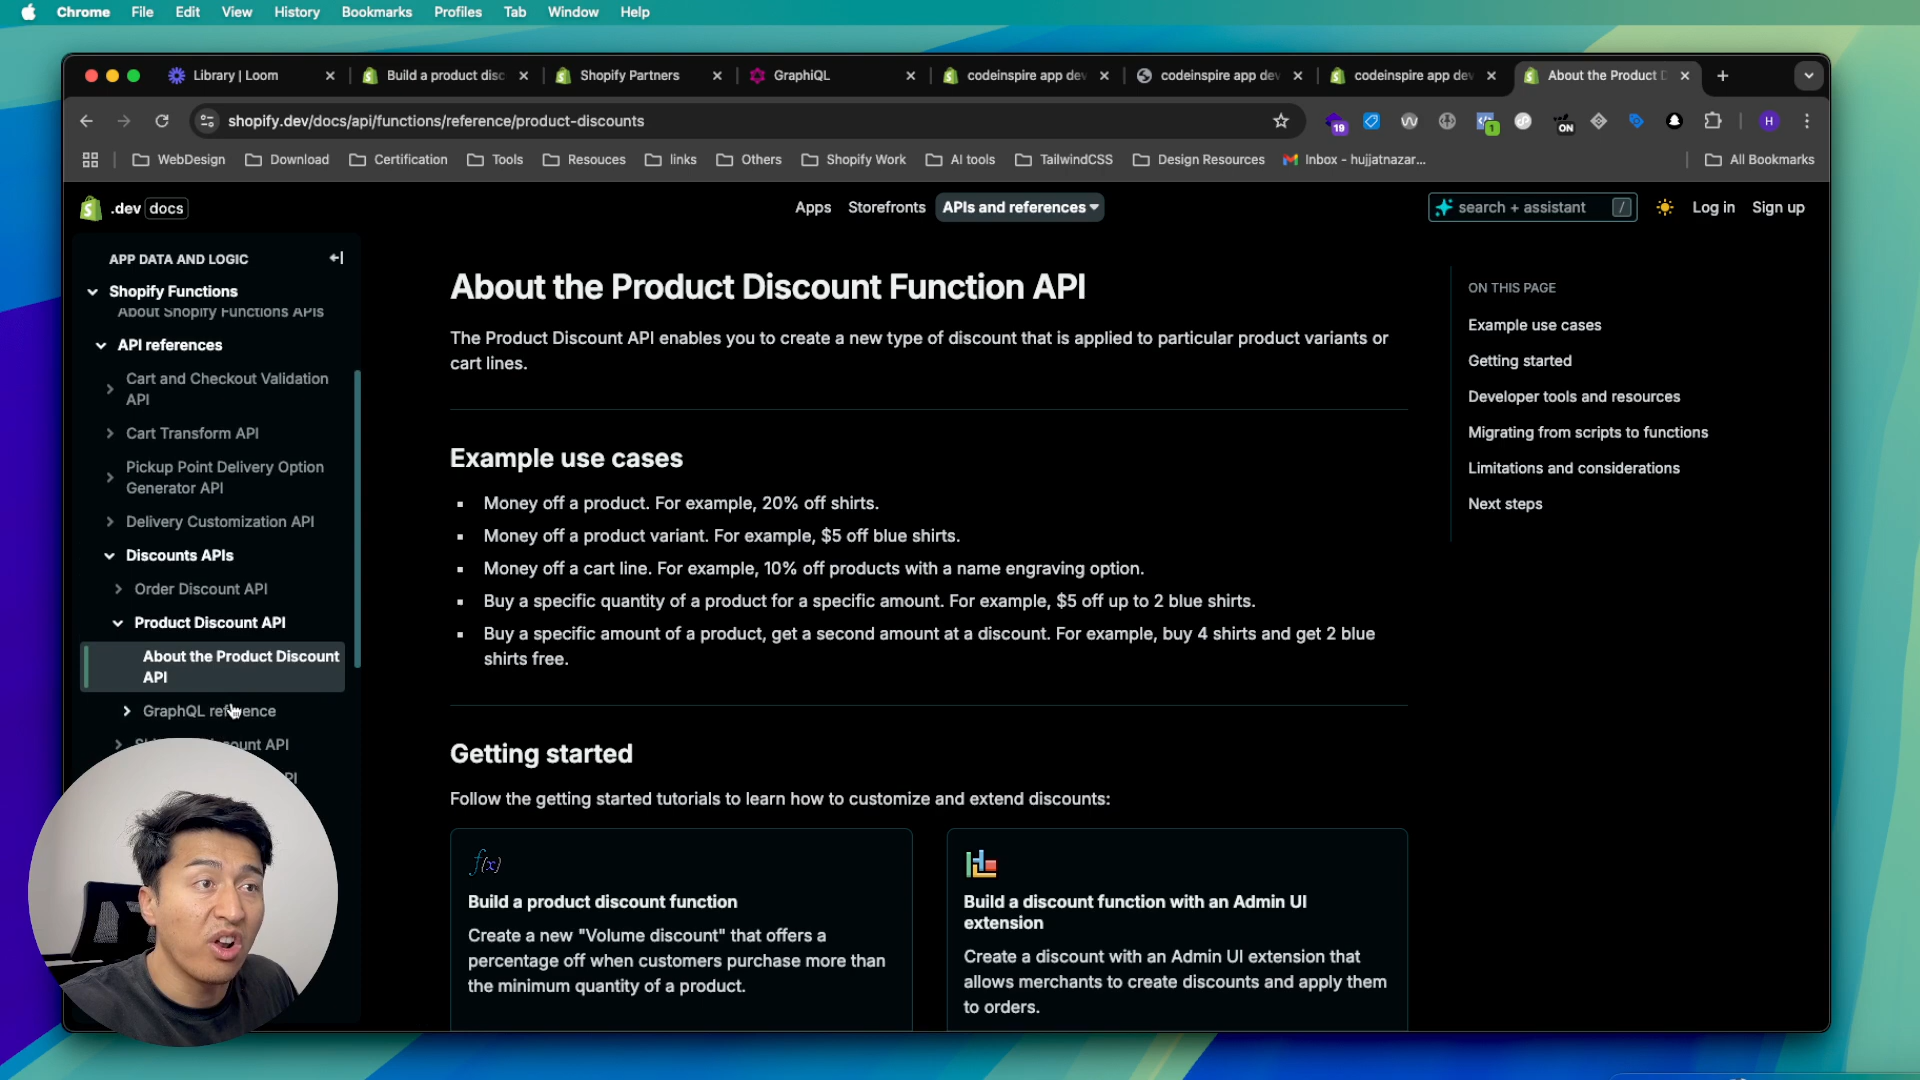 Chrome File Edit View History Bookmarks Profiles Tab Window Help
Library | Loom
Build a product disc
Shopify Partners
GraphiQL
codeinspire app dev
codeinspire app dev
codeinspire app dev
About the Product D
shopify.dev/docs/api/functions/reference/product-discounts
19
1
ON
H
WebDesign
Download
Certification
Tools
Resouces
links
Others
Shopify Work
AI tools
TailwindCSS
Design Resources
Inbox - hujjatnazar...
All Bookmarks
.dev docs
Apps
Storefronts
APIs and references
search + assistant /
Log in
Sign up
APP DATA AND LOGIC
Shopify Functions
About Shopify Functions APIs
API references
Cart and Checkout Validation
API
Cart Transform API
Pickup Point Delivery Option
Generator API
Delivery Customization API
Discounts APIs
Order Discount API
Product Discount API
About the Product Discount
API
GraphQL reference
About the Product Discount Function API
The Product Discount API enables you to create a new type of discount that is applied to particular product variants or
cart lines.
Example use cases
Money off a product. For example, 20% off shirts.
Money off a product variant. For example, $5 off blue shirts.
Money off a cart line. For example, 10% off products with a name engraving option.
Buy a specific quantity of a product for a specific amount. For example, $5 off up to 2 blue shirts.
Buy a specific amount of a product, get a second amount at a discount. For example, buy 4 shirts and get 2 blue
shirts free.
Getting started
Follow the getting started tutorials to learn how to customize and extend discounts:
f(x)
Build a product discount function
Create a new "Volume discount" that offers a
percentage off when customers purchase more than
the minimum quantity of a product.
Build a discount function with an Admin UI
extension
Create a discount with an Admin UI extension that
allows merchants to create discounts and apply them
to orders.
ON THIS PAGE
Example use cases
Getting started
Developer tools and resources
Migrating from scripts to functions
Limitations and considerations
Next steps